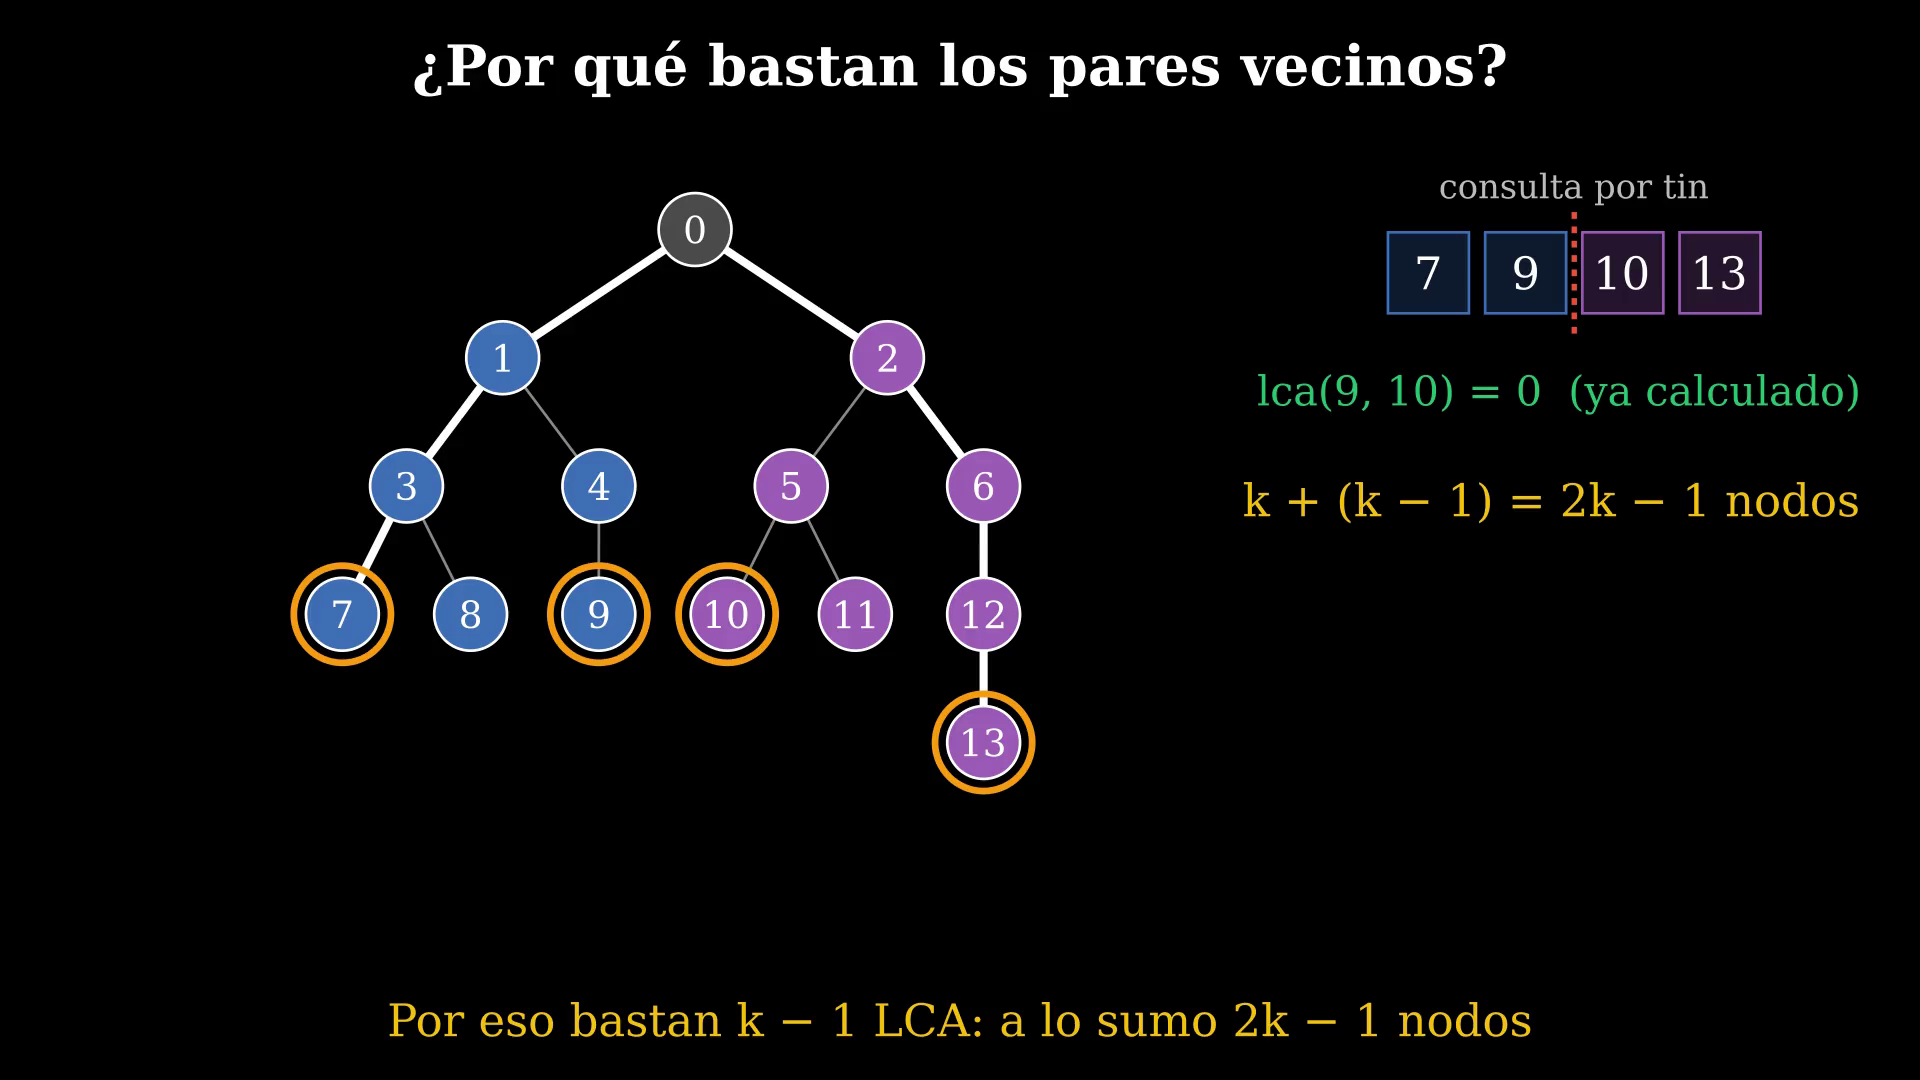 ¿Por qué bastan los pares vecinos?
consulta por tin
7 9 10 13
lca(9, 10) = 0 (ya calculado)
k + (k − 1) = 2k − 1 nodos
0
1 2
3 4 5 6
7 8 9 10 11 12
13
Por eso bastan k − 1 LCA: a lo sumo 2k − 1 nodos